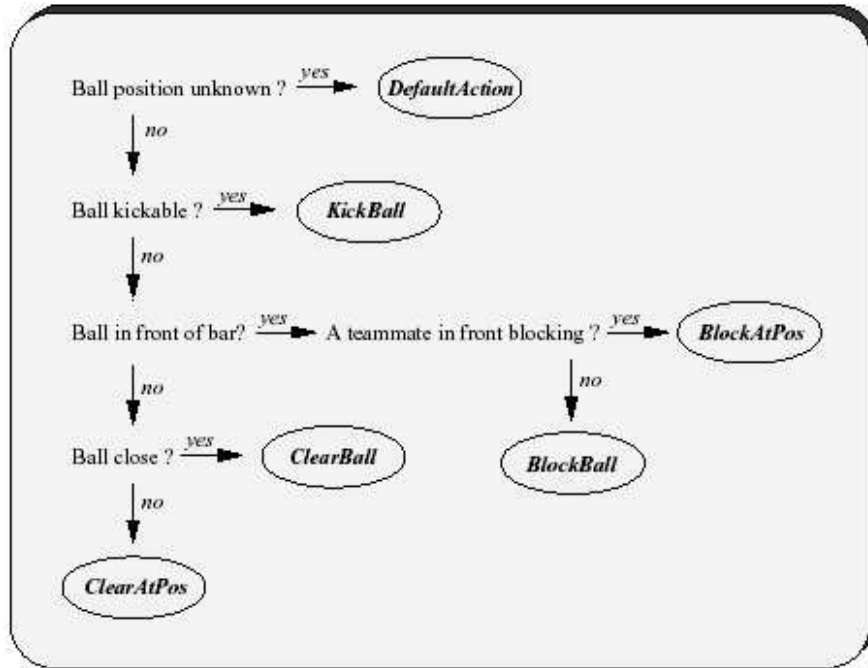 Ball position unknown ? yes DefaultAction
no
Ball kickable ? yes KickBall
no
Ball in front of bar? yes A teammate in front blocking ? yes BlockAtPos
no no
Ball close ? yes ClearBall BlockBall
no
ClearAtPos